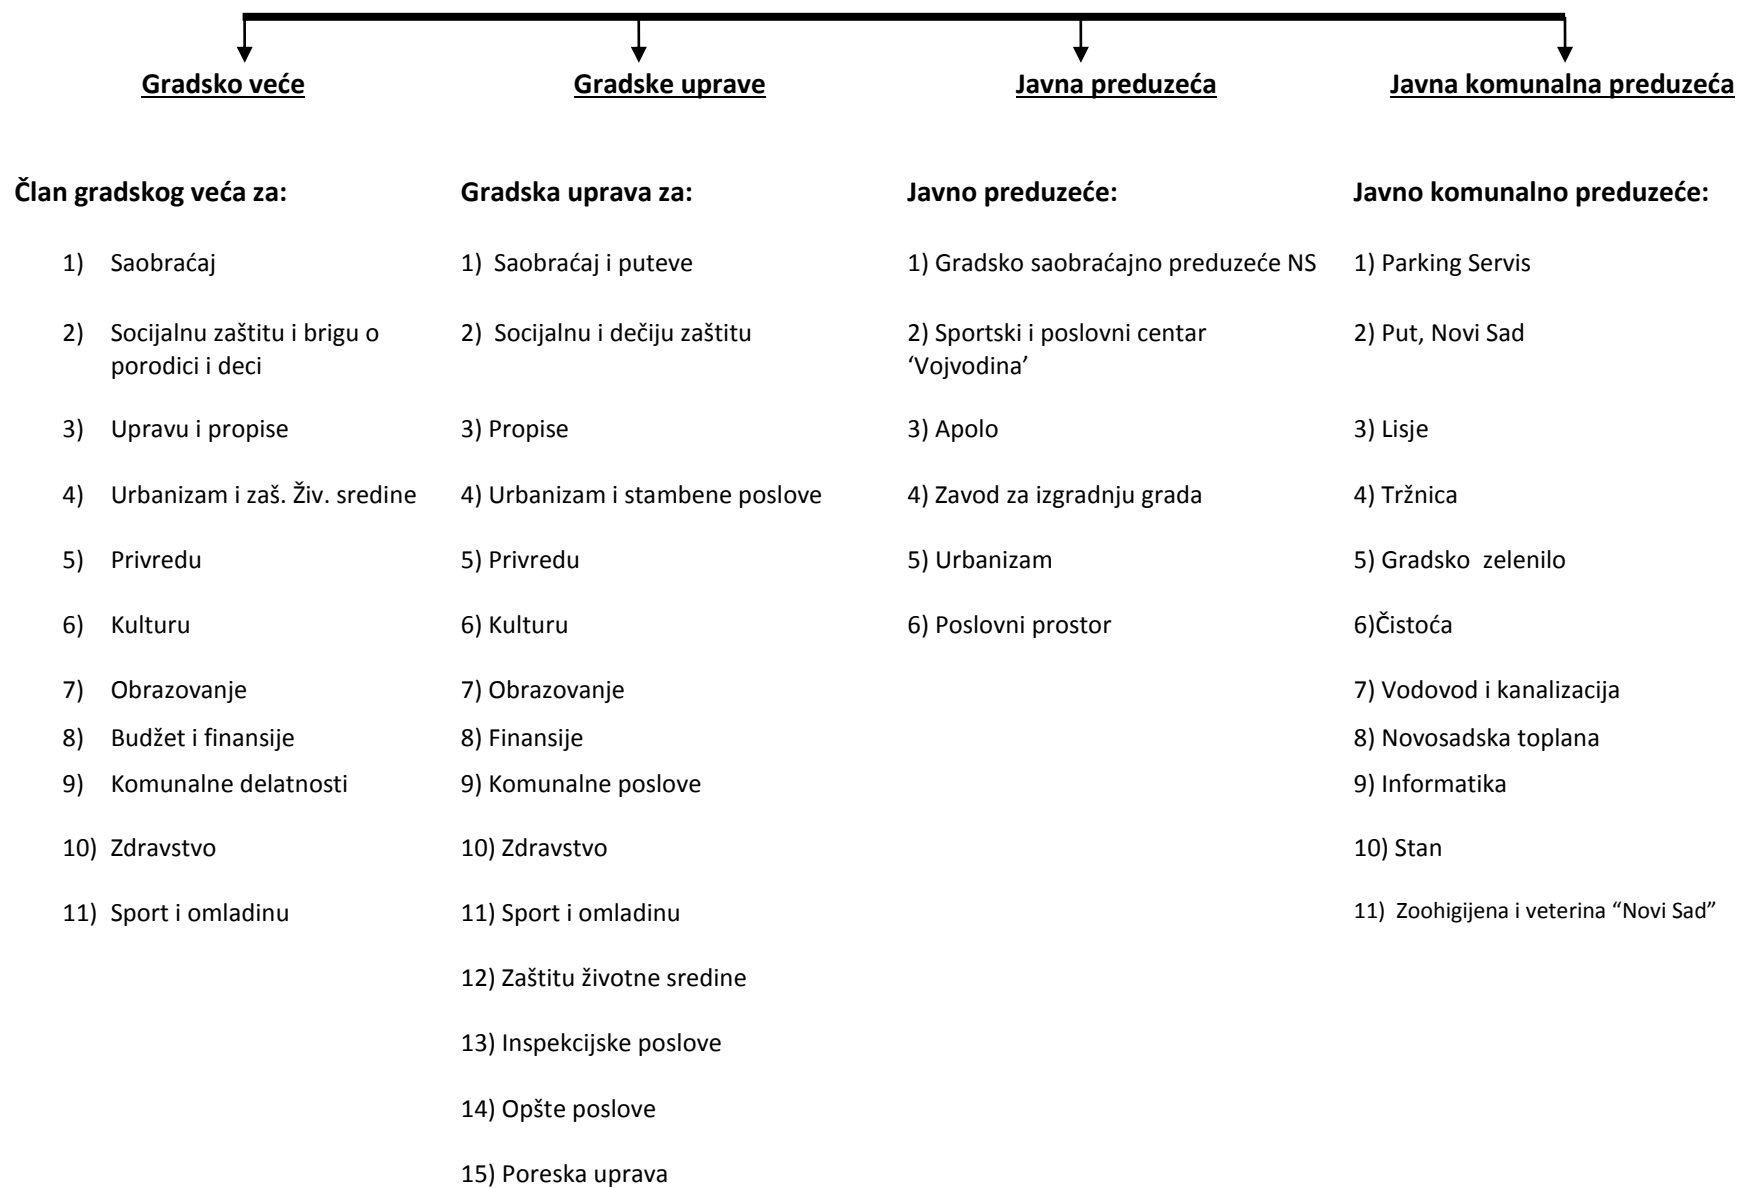 Gradsko veće
Gradske uprave
Javna preduzeća
Javna komunalna preduzeća
Član gradskog veća za:
Gradska uprava za:
Javno preduzeće:
Javno komunalno preduzeće:
1) Saobraćaj
1) Saobraćaj i puteve
1) Gradsko saobraćajno preduzeće NS
1) Parking Servis
2) Socijalnu zaštitu i brigu o
porodici i deci
2) Socijalnu i dečiju zaštitu
2) Sportski i poslovni centar
‘Vojvodina’
2) Put, Novi Sad
3) Upravu i propise
3) Propise
3) Apolo
3) Lisje
4) Urbanizam i zaš. Živ. sredine
4) Urbanizam i stambene poslove
4) Zavod za izgradnju grada
4) Tržnica
5) Privredu
5) Privredu
5) Urbanizam
5) Gradsko zelenilo
6) Kulturu
6) Kulturu
6) Poslovni prostor
6)Čistoća
7) Obrazovanje
7) Obrazovanje
7) Vodovod i kanalizacija
8) Budžet i finansije
8) Finansije
8) Novosadska toplana
9) Komunalne delatnosti
9) Komunalne poslove
9) Informatika
10) Zdravstvo
10) Zdravstvo
10) Stan
11) Sport i omladinu
11) Sport i omladinu
11) Zoohigijena i veterina “Novi Sad”
12) Zaštitu životne sredine
13) Inspekcijske poslove
14) Opšte poslove
15) Poreska uprava